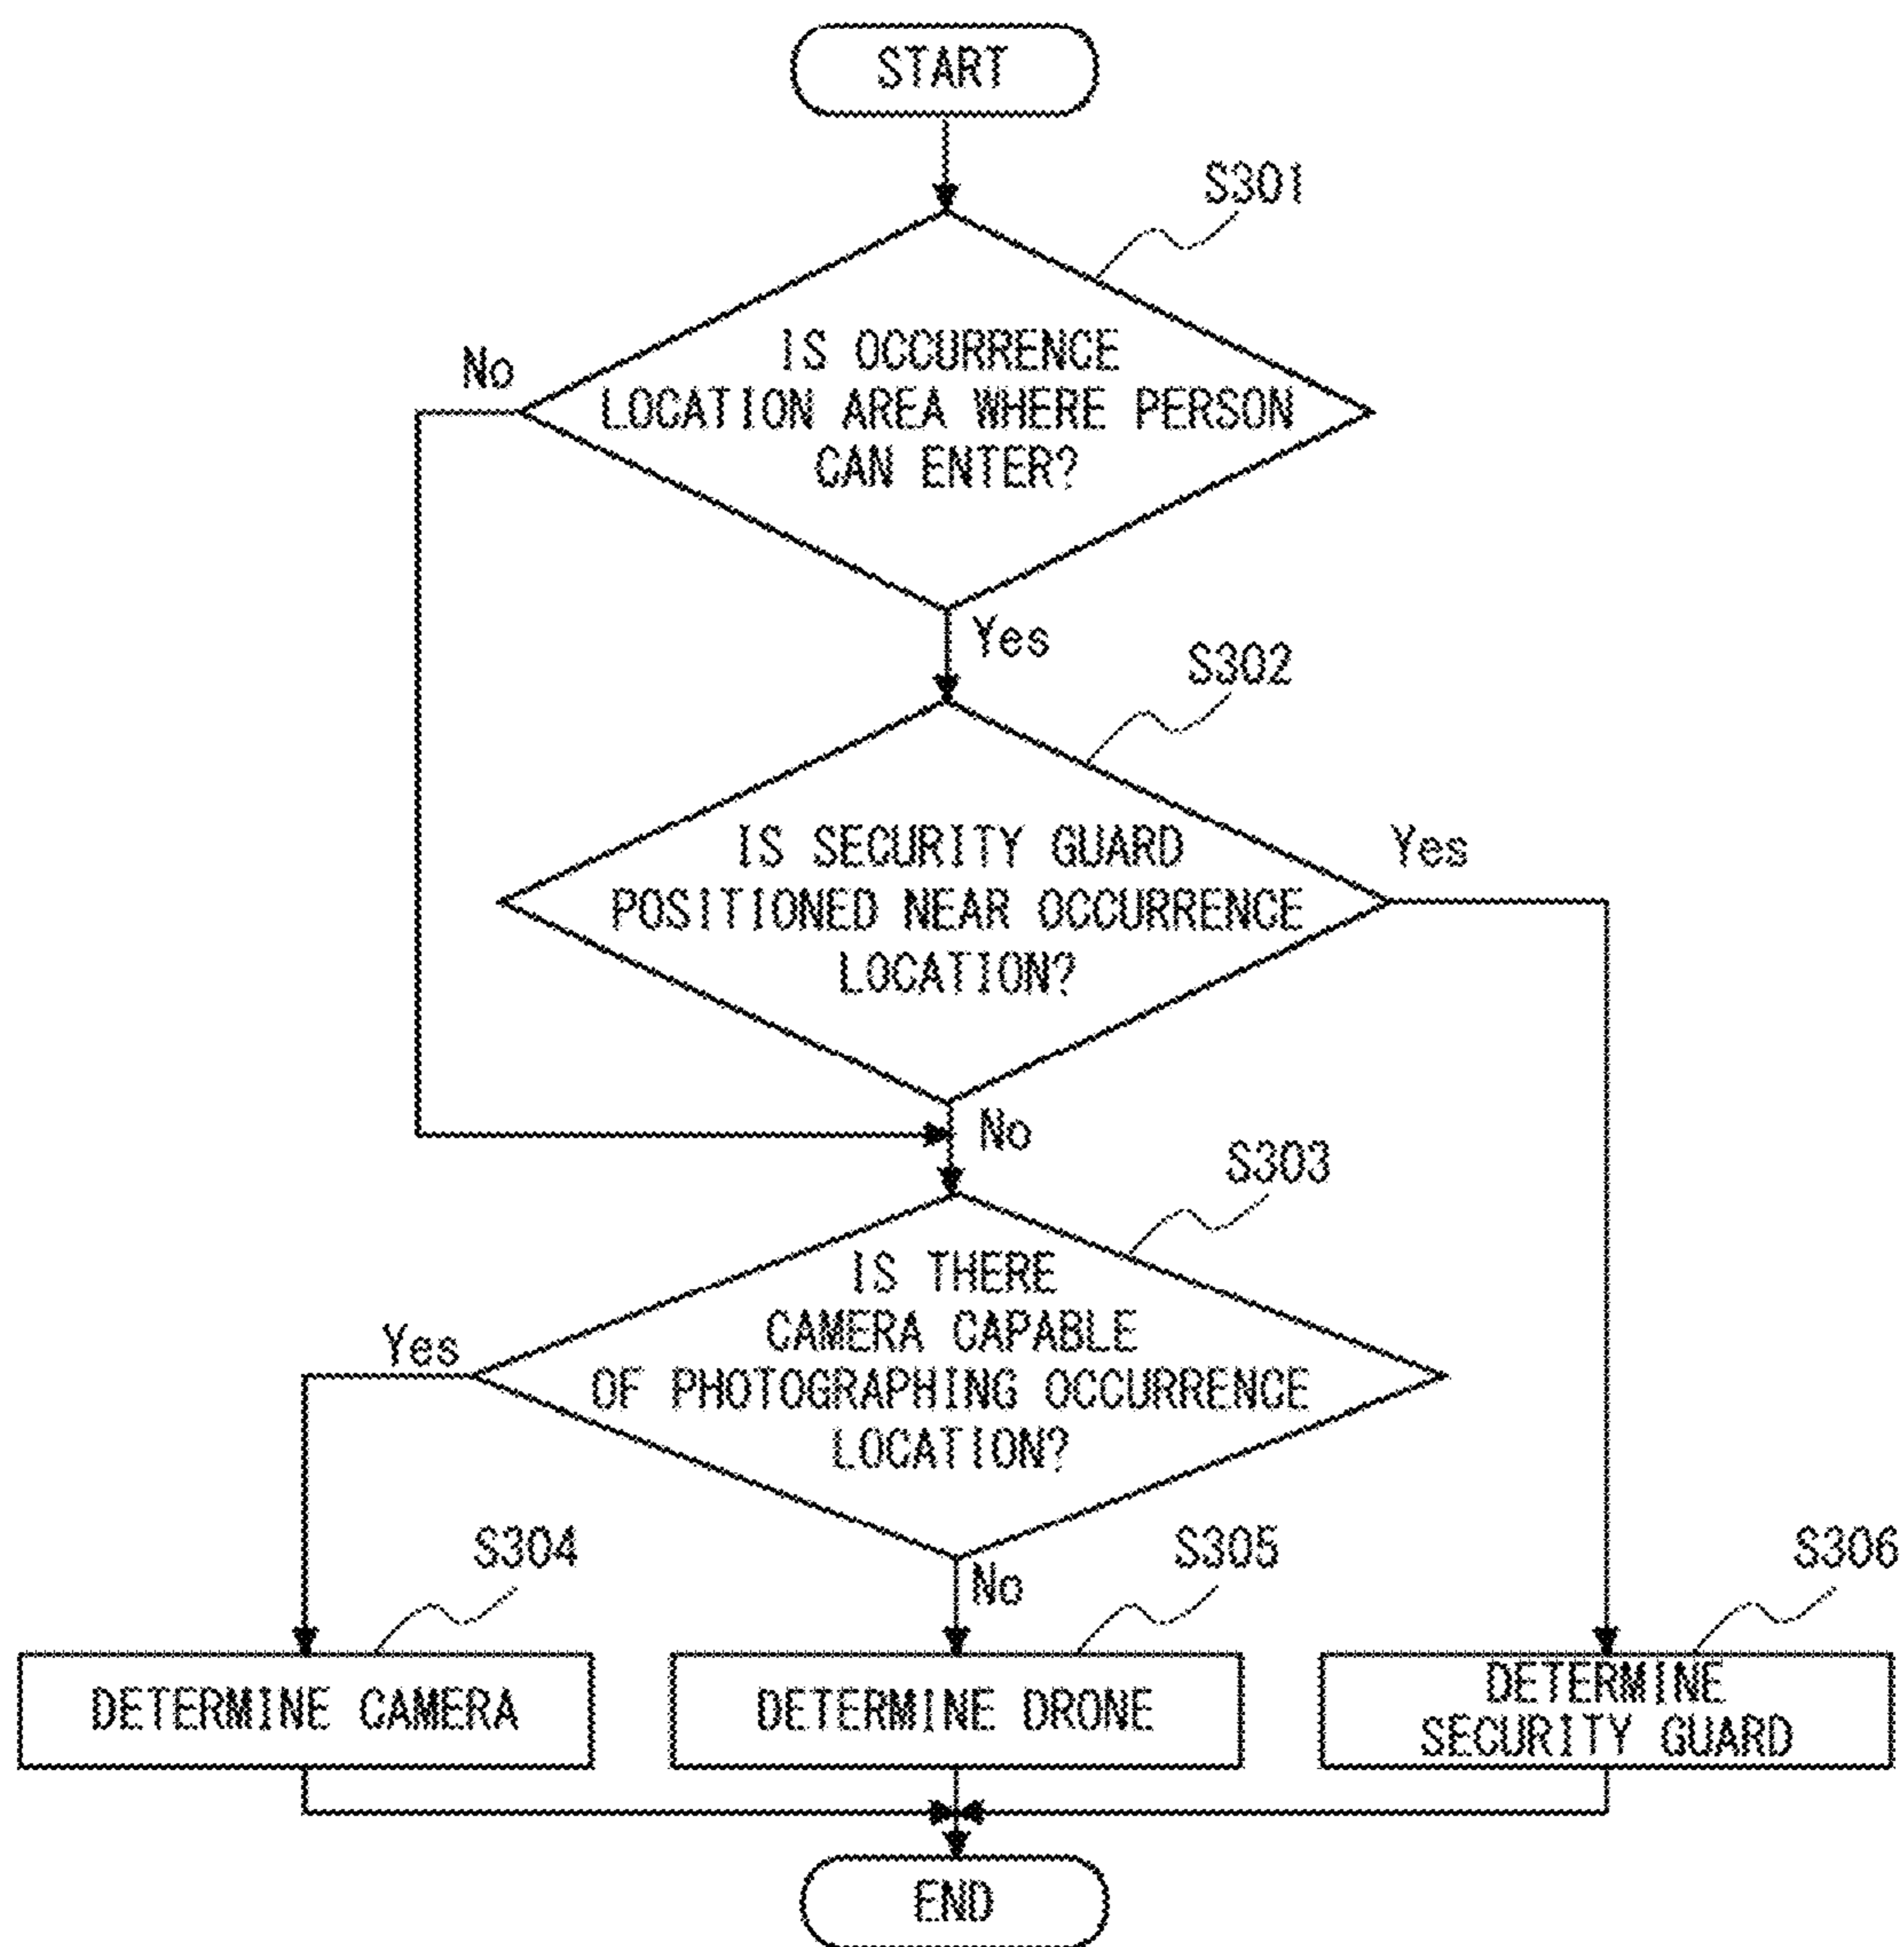 START
S301
IS OCCURRENCE
LOCATION AREA WHERE PERSON
CAN ENTER?
No
Yes
S302
IS SECURITY GUARD
POSITIONED NEAR OCCURRENCE
LOCATION?
Yes
No
S303
IS THERE
CAMERA CAPABLE
OF PHOTOGRAPHING OCCURRENCE
LOCATION?
Yes
No
S304
S305
S306
DETERMINE CAMERA
DETERMINE DRONE
DETERMINE
SECURITY GUARD
END